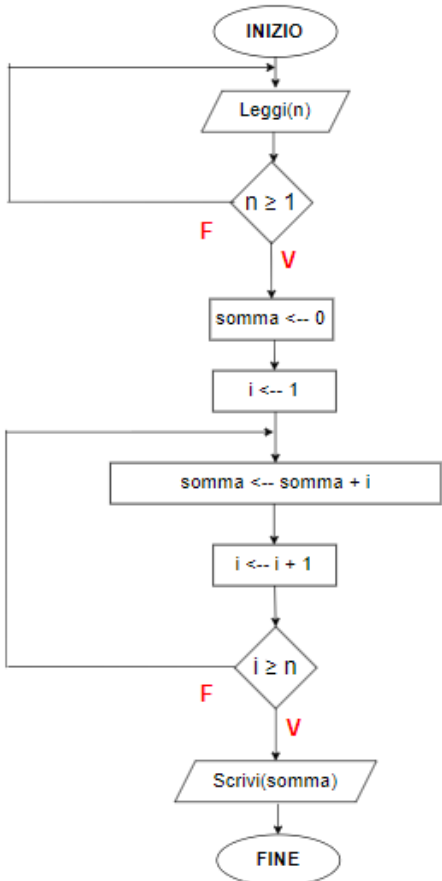 INIZIO
Leggi(n)
n ≥ 1
F
V
somma <-- 0
i <-- 1
somma <-- somma + i
i <-- i + 1
i ≥ n
F
V
Scrivi(somma)
FINE